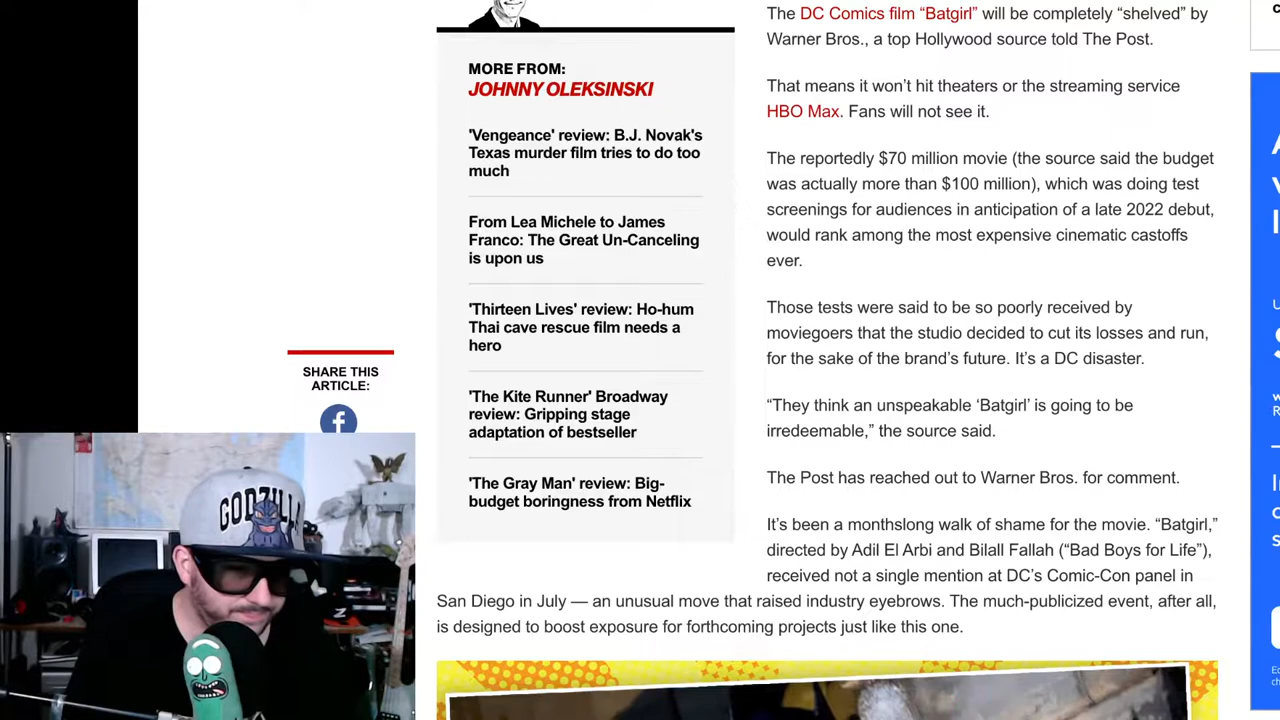 MORE FROM:
JOHNNY OLEKSINSKI
'Vengeance' review: B.J. Novak's
Texas murder film tries to do too
much
From Lea Michele to James
Franco: The Great Un-Canceling
is upon us
'Thirteen Lives' review: Ho-hum
Thai cave rescue film needs a
hero
'The Kite Runner' Broadway
review: Gripping stage
adaptation of bestseller
'The Gray Man' review: Big-
budget boringness from Netflix
SHARE THIS
ARTICLE:
The DC Comics film “Batgirl” will be completely “shelved” by
Warner Bros., a top Hollywood source told The Post.
That means it won’t hit theaters or the streaming service
HBO Max. Fans will not see it.
The reportedly $70 million movie (the source said the budget
was actually more than $100 million), which was doing test
screenings for audiences in anticipation of a late 2022 debut,
would rank among the most expensive cinematic castoffs
ever.
Those tests were said to be so poorly received by
moviegoers that the studio decided to cut its losses and run,
for the sake of the brand’s future. It’s a DC disaster.
“They think an unspeakable ‘Batgirl’ is going to be
irredeemable,” the source said.
The Post has reached out to Warner Bros. for comment.
It’s been a monthslong walk of shame for the movie. “Batgirl,”
directed by Adil El Arbi and Bilall Fallah (“Bad Boys for Life”),
received not a single mention at DC’s Comic-Con panel in
San Diego in July — an unusual move that raised industry eyebrows. The much-publicized event, after all,
is designed to boost exposure for forthcoming projects just like this one.
GODZILLA